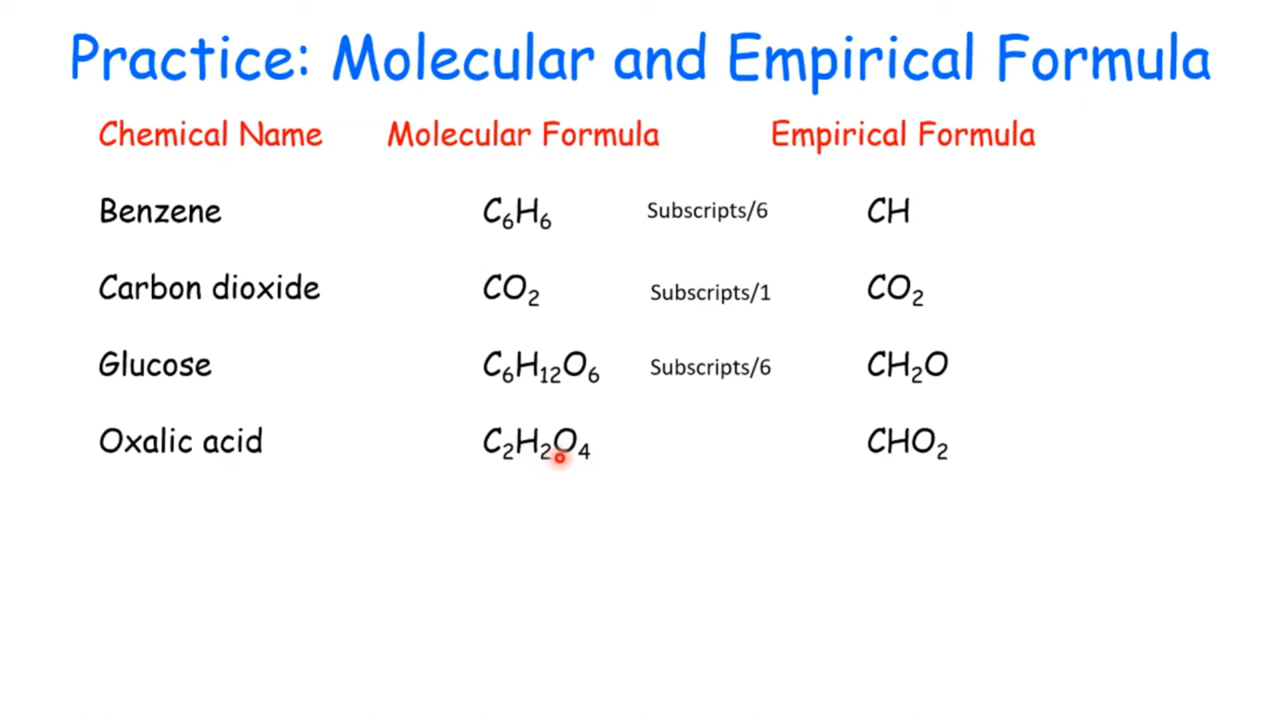 Practice: Molecular and Empirical Formula
Chemical Name Molecular Formula Empirical Formula
Benzene C₆H₆ Subscripts/6 CH
Carbon dioxide CO₂ Subscripts/1 CO₂
Glucose C₆H₁₂O₆ Subscripts/6 CH₂O
Oxalic acid C₂H₂O₄ CHO₂